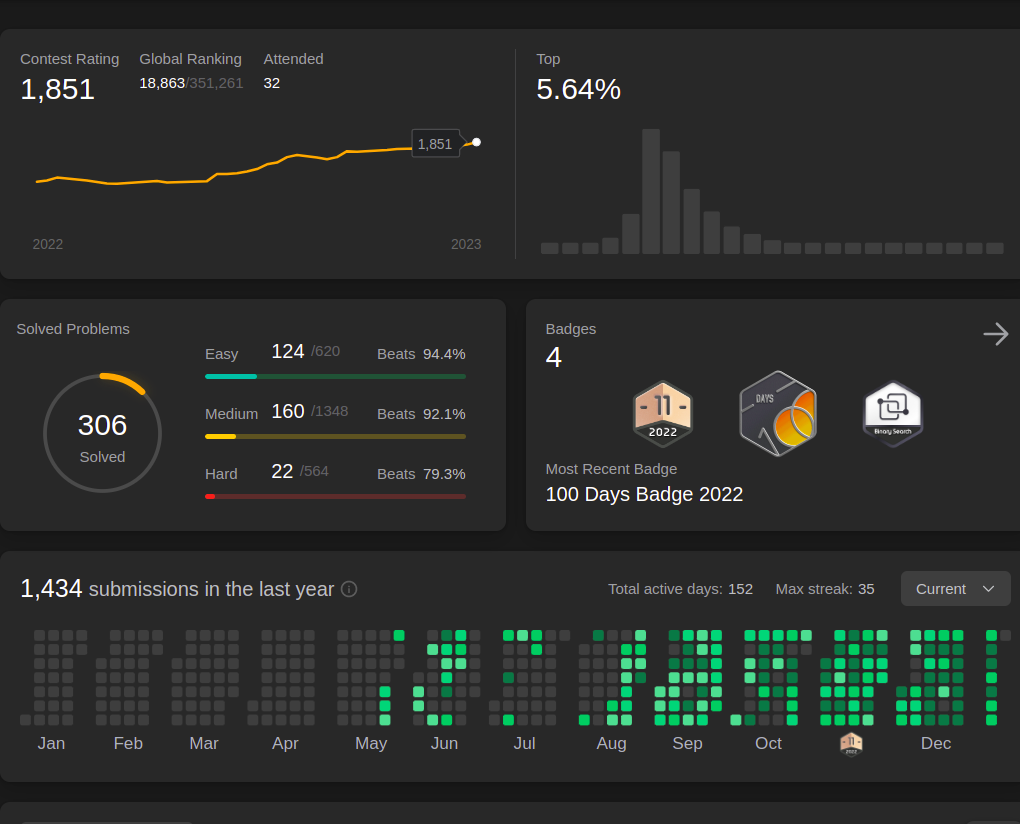 Contest Rating Global Ranking Attended
1,851 18,863/351,261 32
1,851
2022 2023
Top
5.64%
Solved Problems
306
Solved
Easy 124 /620 Beats 94.4%
Medium 160 /1348 Beats 92.1%
Hard 22 /564 Beats 79.3%
Badges
4
11
2022
DAYS
Binary Search
Most Recent Badge
100 Days Badge 2022
1,434 submissions in the last year
Total active days: 152 Max streak: 35 Current
Jan Feb Mar Apr May Jun Jul Aug Sep Oct 11 2022 Dec